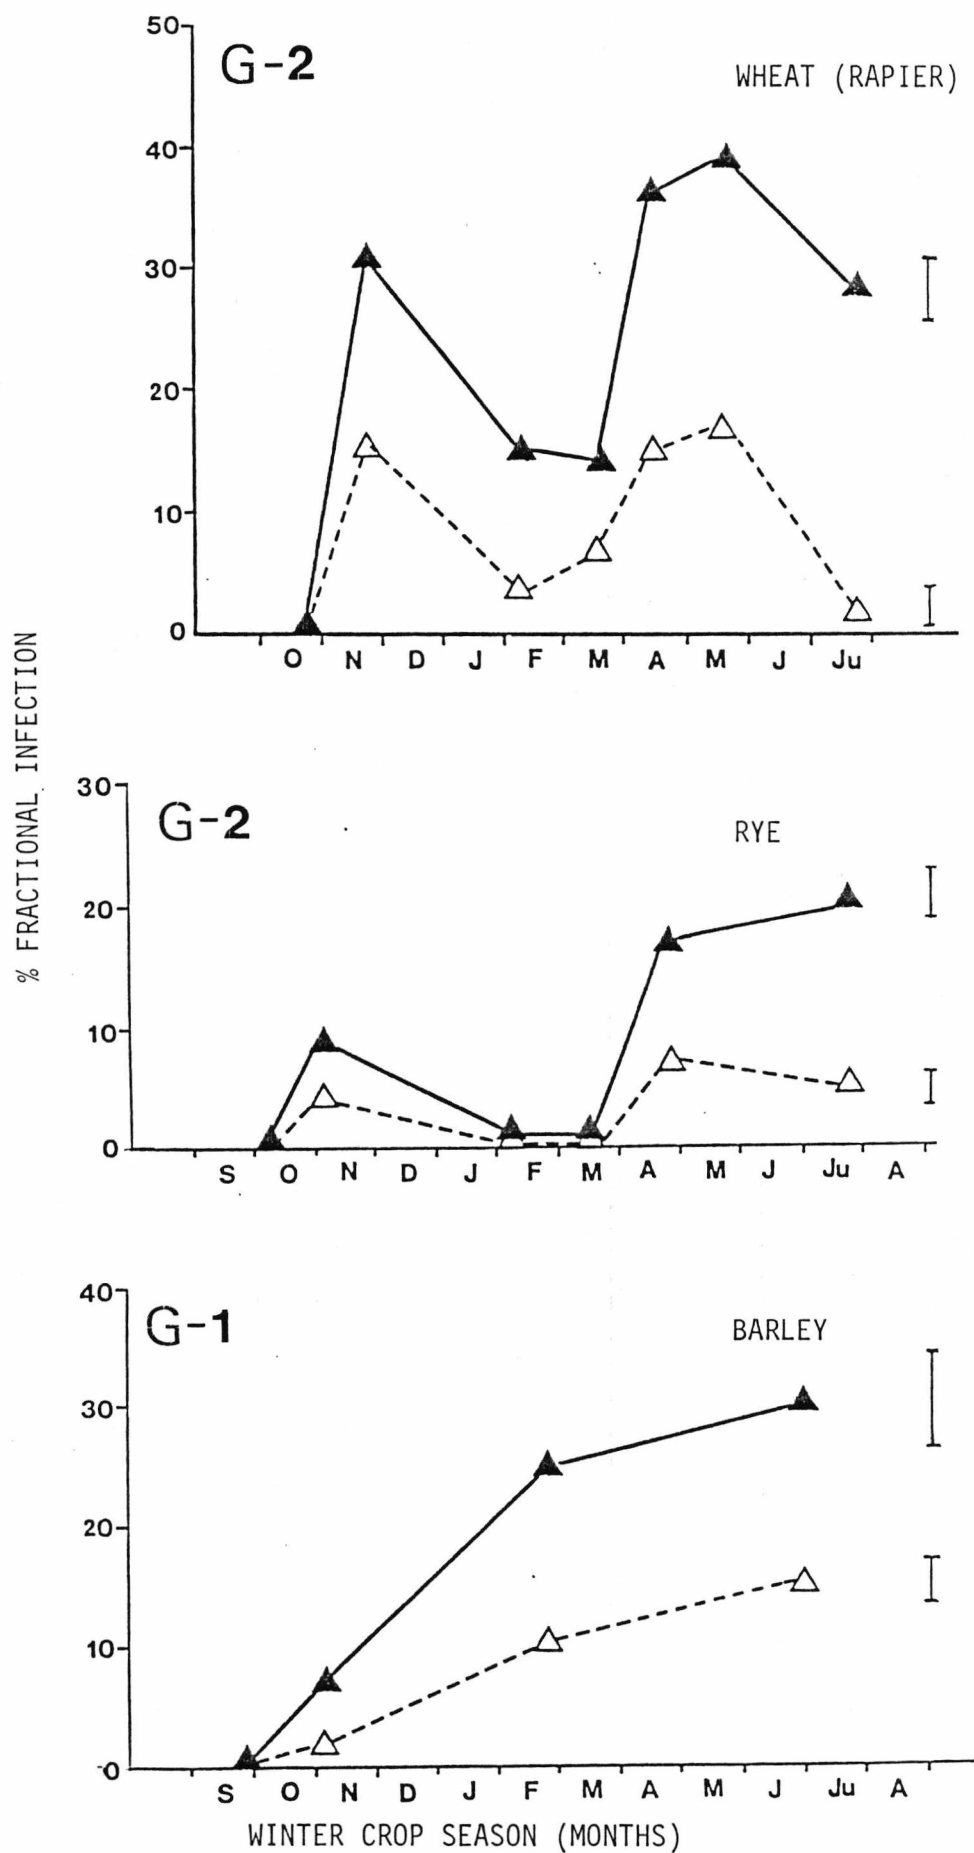 % FRACTIONAL INFECTION
G-2
WHEAT (RAPIER)
50
40
30
20
10
0
O N D J F M A M J Ju
G-2
RYE
30
20
10
0
S O N D J F M A M J Ju A
G-1
BARLEY
40
30
20
10
0
S O N D J F M A M J Ju A
WINTER CROP SEASON (MONTHS)